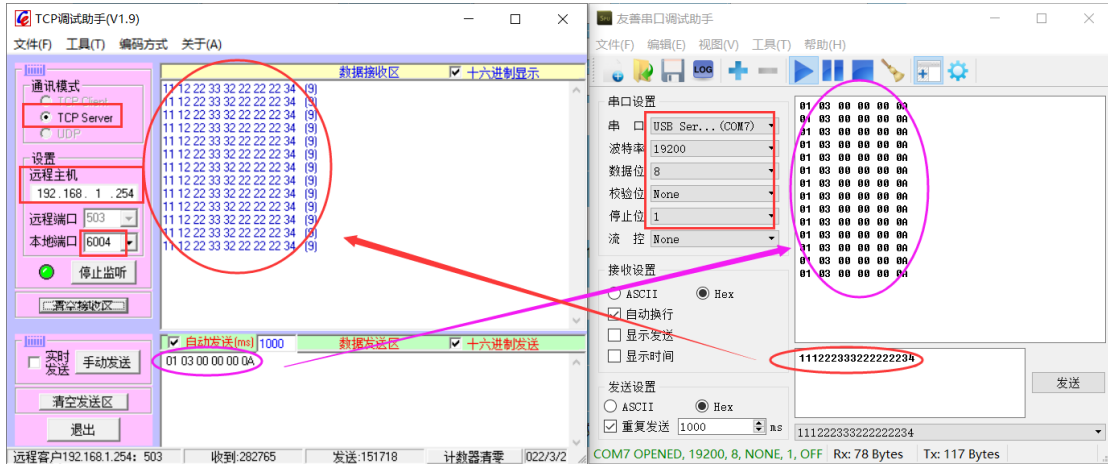 TCP调试助手(V1.9)
文件(F) 工具(T) 编码方式 关于(A)
通讯模式
TCP Client
TCP Server
UDP
设置
远程主机
192.168. 1 .254
远程端口 503
本地端口 6004
停止监听
清空接收区
数据接收区 十六进制显示
11 12 22 33 32 22 22 22 34 (9)
11 12 22 33 32 22 22 22 34 (9)
11 12 22 33 32 22 22 22 34 (9)
11 12 22 33 32 22 22 22 34 (9)
11 12 22 33 32 22 22 22 34 (9)
11 12 22 33 32 22 22 22 34 (9)
11 12 22 33 32 22 22 22 34 (9)
11 12 22 33 32 22 22 22 34 (9)
11 12 22 33 32 22 22 22 34 (9)
11 12 22 33 32 22 22 22 34 (9)
11 12 22 33 32 22 22 22 34 (9)
11 12 22 33 32 22 22 22 34 (9)
11 12 22 33 32 22 22 22 34 (9)
实时发送 手动发送
清空发送区
退出
自动发送(ms) 1000 数据发送区 十六进制发送
01 03 00 00 00 0A
远程客户192.168.1.254: 503 收到:282765 发送:151718 计数器清零 022/3/2
友善串口调试助手
文件(F) 编辑(E) 视图(V) 工具(T) 帮助(H)
LOG
串口设置
串 口 USB Ser...(COM7)
波特率 19200
数据位 8
校验位 None
停止位 1
流 控 None
接收设置
ASCII Hex
自动换行
显示发送
显示时间
发送设置
ASCII Hex
重复发送 1000 ms
01 03 00 00 00 0A
01 03 00 00 00 0A
01 03 00 00 00 0A
01 03 00 00 00 0A
01 03 00 00 00 0A
01 03 00 00 00 0A
01 03 00 00 00 0A
01 03 00 00 00 0A
01 03 00 00 00 0A
01 03 00 00 00 0A
01 03 00 00 00 0A
01 03 00 00 00 0A
01 03 00 00 00 0A
01 03 00 00 00 0A
111222333222222234
发送
111222333222222234
COM7 OPENED, 19200, 8, NONE, 1, OFF Rx: 78 Bytes Tx: 117 Bytes